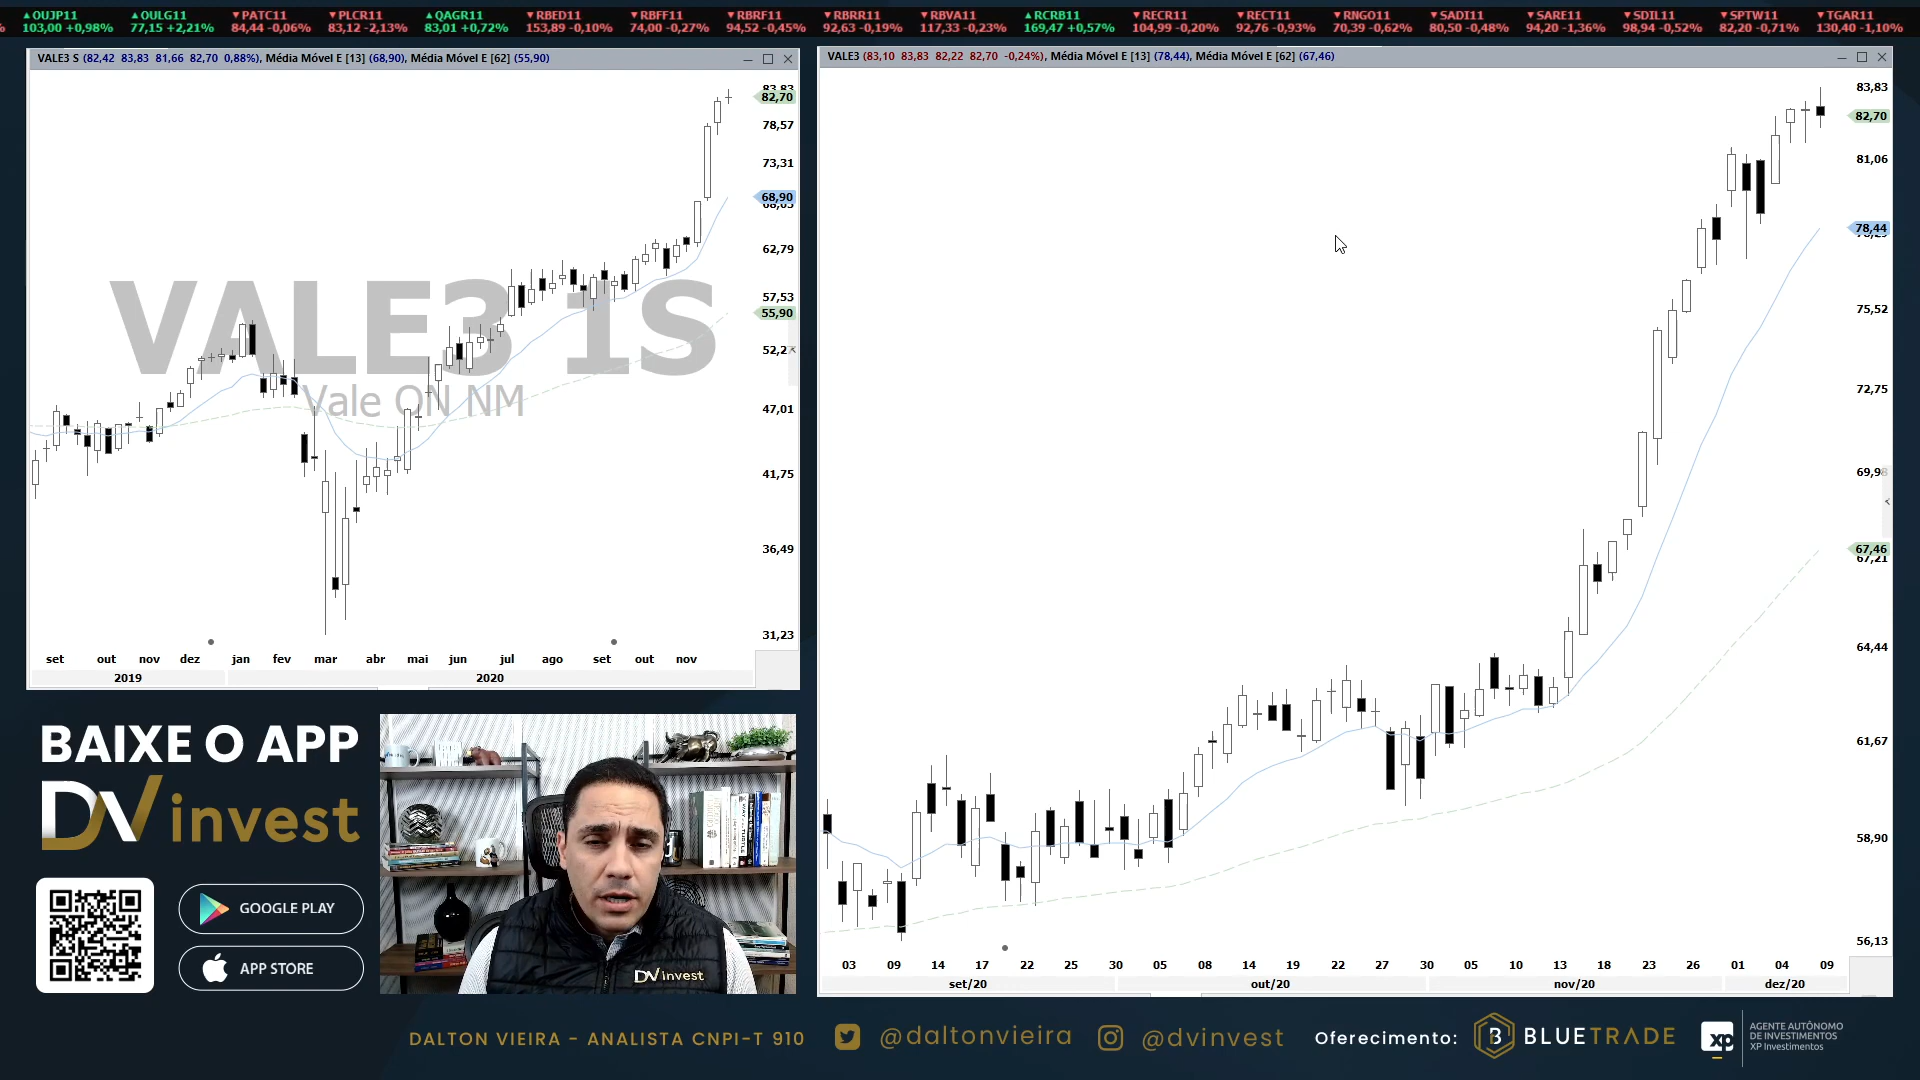 ▲OUJP11 ▲OULG11 ▼PATC11 ▼PLCR11 ▲QAGR11 ▼RBED11 ▼RBFF11 ▼RBRF11 ▼RBRR11 ▼RBVA11 ▲RCRB11 ▼RECR11 ▼RECT11 ▼RNGO11 ▼SADI11 ▼SARE11 ▼SDIL11 ▼SPTW11 ▼TGAR11
% 103,00 +0,98% 77,15 +2,21% 84,44 -0,06% 83,12 -2,13% 83,01 +0,72% 153,89 -0,10% 74,00 -0,27% 94,52 -0,45% 92,63 -0,19% 117,33 -0,23% 169,47 +0,57% 104,99 -0,20% 92,76 -0,93% 70,39 -0,62% 80,50 -0,48% 94,20 -1,36% 98,94 -0,52% 82,20 -0,71% 130,40 -1,10%
VALE3 S (82,42 83,83 81,66 82,70 0,88%), Média Móvel E [13] (68,90), Média Móvel E [62] (55,90)
83,83
82,70
78,57
73,31
68,90
62,79
57,53
55,90
52,2
47,01
41,75
36,49
31,23
VALE3 1S
Vale ON NM
set out nov dez jan fev mar abr mai jun jul ago set out nov
2019 2020
VALE3 (83,10 83,83 82,22 82,70 -0,24%), Média Móvel E [13] (78,44), Média Móvel E [62] (67,46)
83,83
82,70
81,06
78,44
75,52
72,75
69,98
67,46
67,21
64,44
61,67
58,90
56,13
03 09 14 17 22 25 30 05 08 14 19 22 27 30 05 10 13 18 23 26 01 04 09
set/20 out/20 nov/20 dez/20
BAIXE O APP
DVinvest
GOOGLE PLAY
APP STORE
DVinvest
DALTON VIEIRA - ANALISTA CNPI-T 910 @daltonvieira @dvinvest Oferecimento: B BLUETRADE xp
AGENTE AUTÔNOMO
DE INVESTIMENTOS
XP Investimentos